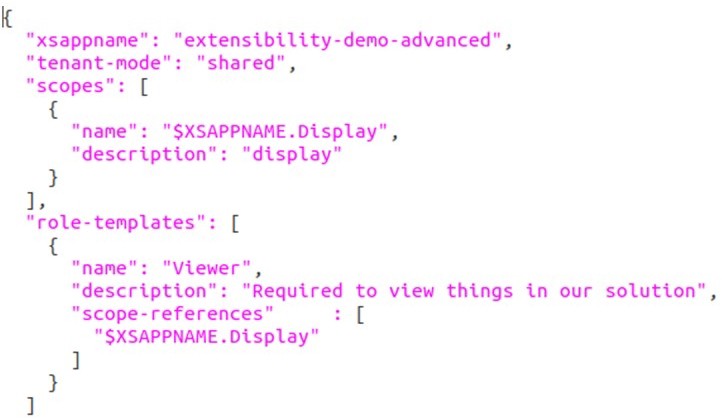 {
  "xsappname": "extensibility-demo-advanced",
  "tenant-mode": "shared",
  "scopes": [
    {
      "name": "$XSAPPNAME.Display",
      "description": "display"
    }
  ],
  "role-templates": [
    {
      "name": "Viewer",
      "description": "Required to view things in our solution",
      "scope-references"     : [
        "$XSAPPNAME.Display"
      ]
    }
  ]